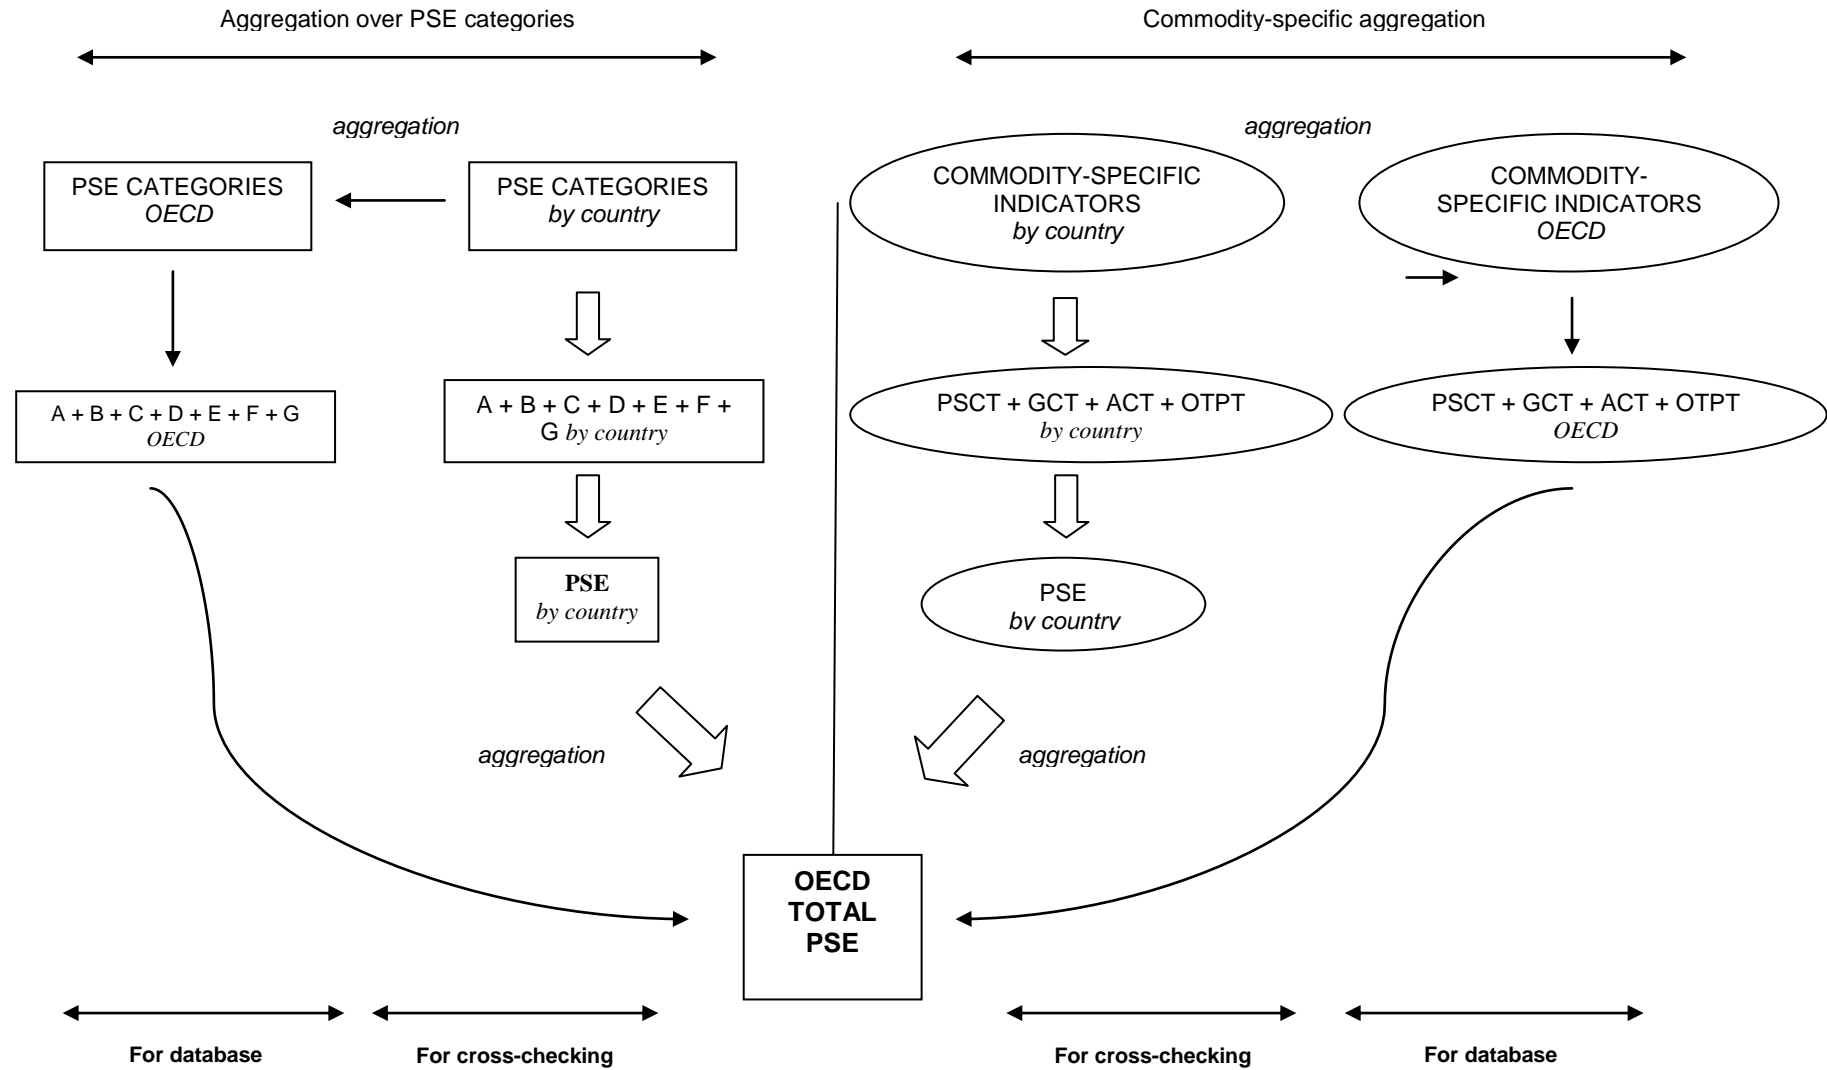 Aggregation over PSE categories
Commodity-specific aggregation
aggregation
aggregation
PSE CATEGORIES
OECD
PSE CATEGORIES
by country
COMMODITY-SPECIFIC
INDICATORS
by country
COMMODITY-
SPECIFIC INDICATORS
OECD
A + B + C + D + E + F + G
OECD
A + B + C + D + E + F +
G by country
PSCT + GCT + ACT + OTPT
by country
PSCT + GCT + ACT + OTPT
OECD
PSE
by country
PSE
by country
aggregation
aggregation
OECD
TOTAL
PSE
For database
For cross-checking
For cross-checking
For database